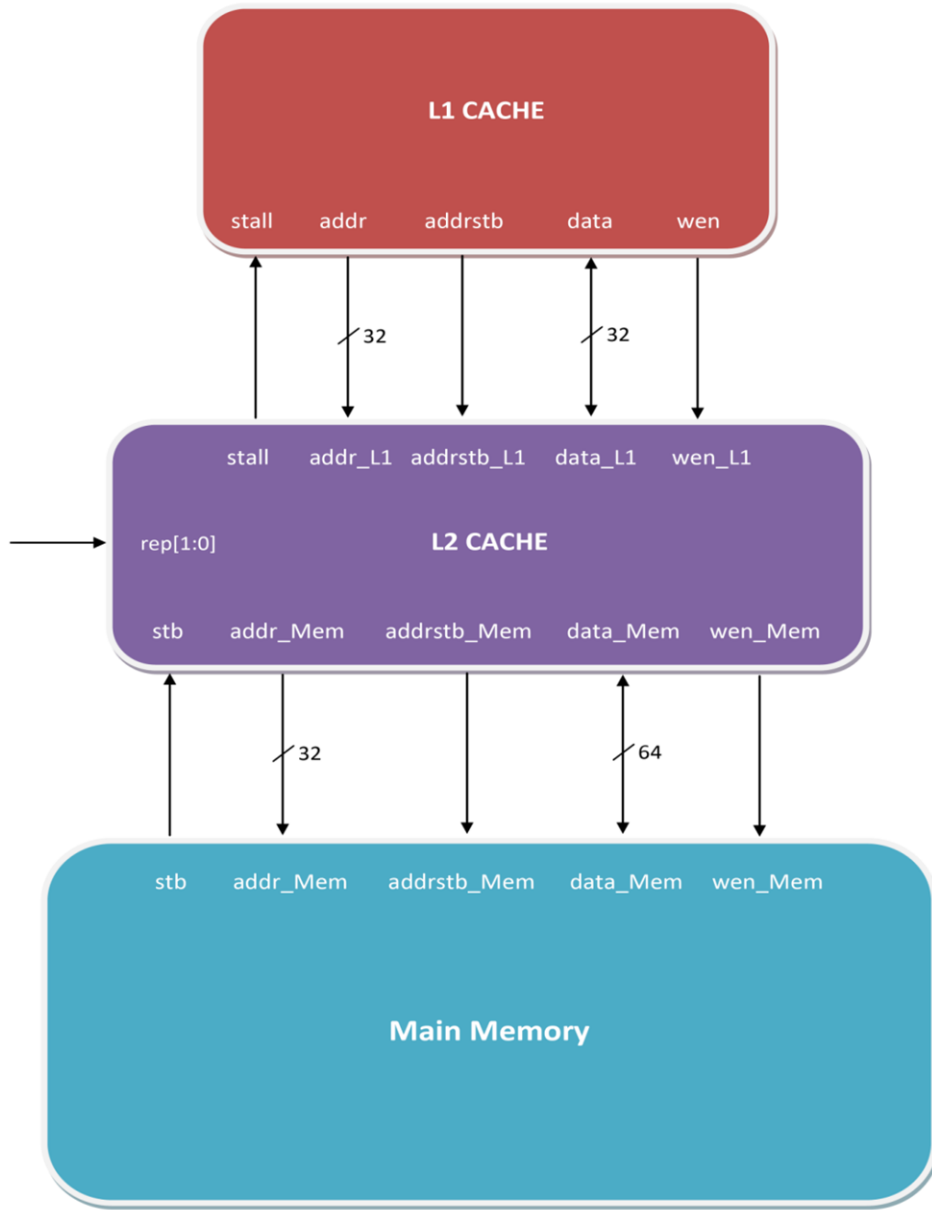 L1 CACHE
stall addr addrstb data wen
32 32
stall addr_L1 addrstb_L1 data_L1 wen_L1
rep[1:0] L2 CACHE
stb addr_Mem addrstb_Mem data_Mem wen_Mem
32 64
stb addr_Mem addrstb_Mem data_Mem wen_Mem
Main Memory